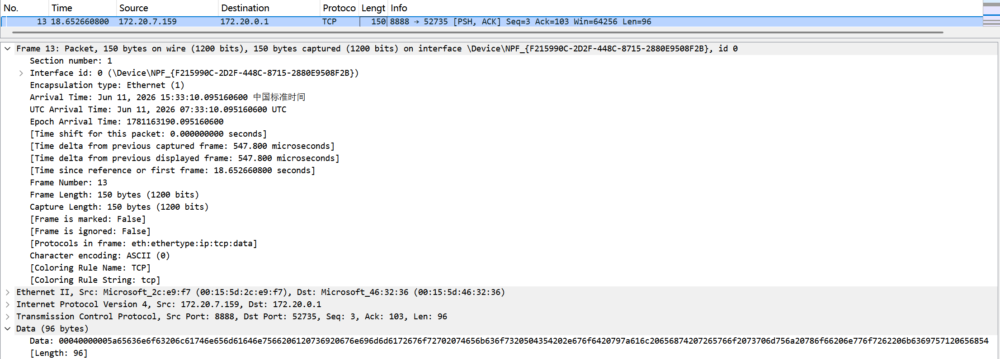 No. Time Source Destination Protoco Lengt Info
13 18.652660800 172.20.7.159 172.20.0.1 TCP 150 8888 → 52735 [PSH, ACK] Seq=3 Ack=103 Win=64256 Len=96
Frame 13: Packet, 150 bytes on wire (1200 bits), 150 bytes captured (1200 bits) on interface \Device\NPF_{F215990C-2D2F-448C-8715-2880E9508F2B}, id 0
Section number: 1
Interface id: 0 (\Device\NPF_{F215990C-2D2F-448C-8715-2880E9508F2B})
Encapsulation type: Ethernet (1)
Arrival Time: Jun 11, 2026 15:33:10.095160600 中国标准时间
UTC Arrival Time: Jun 11, 2026 07:33:10.095160600 UTC
Epoch Arrival Time: 1781163190.095160600
[Time shift for this packet: 0.000000000 seconds]
[Time delta from previous captured frame: 547.800 microseconds]
[Time delta from previous displayed frame: 547.800 microseconds]
[Time since reference or first frame: 18.652660800 seconds]
Frame Number: 13
Frame Length: 150 bytes (1200 bits)
Capture Length: 150 bytes (1200 bits)
[Frame is marked: False]
[Frame is ignored: False]
[Protocols in frame: eth:ethertype:ip:tcp:data]
Character encoding: ASCII (0)
[Coloring Rule Name: TCP]
[Coloring Rule String: tcp]
Ethernet II, Src: Microsoft_2c:e9:f7 (00:15:5d:2c:e9:f7), Dst: Microsoft_46:32:36 (00:15:5d:46:32:36)
Internet Protocol Version 4, Src: 172.20.7.159, Dst: 172.20.0.1
Transmission Control Protocol, Src Port: 8888, Dst Port: 52735, Seq: 3, Ack: 103, Len: 96
Data (96 bytes)
Data: 00040000005a65636e6f63206c61746e656d61646e7566206120736920676e696d6d6172676f72702074656b636f7320504354202e676f6420797a616c20656874207265766f2073706d756a20786f66206e776f7262206b6369757120656854
[Length: 96]